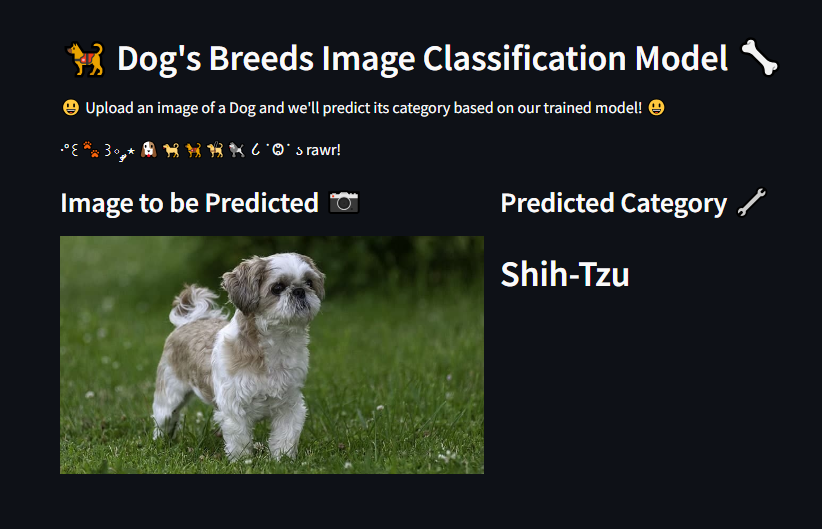 🐕‍🦺 Dog's Breeds Image Classification Model 🦴
😃 Upload an image of a Dog and we'll predict its category based on our trained model! 😃
‧°𐐪🐾𐑂♡‧₊˚⋆ 🐶 🐕 🐕‍🦺 🐕 🐩 ૮ ˙Ⱉ˙ ა rawr!
Image to be Predicted 📷
Predicted Category 🔧
Shih-Tzu